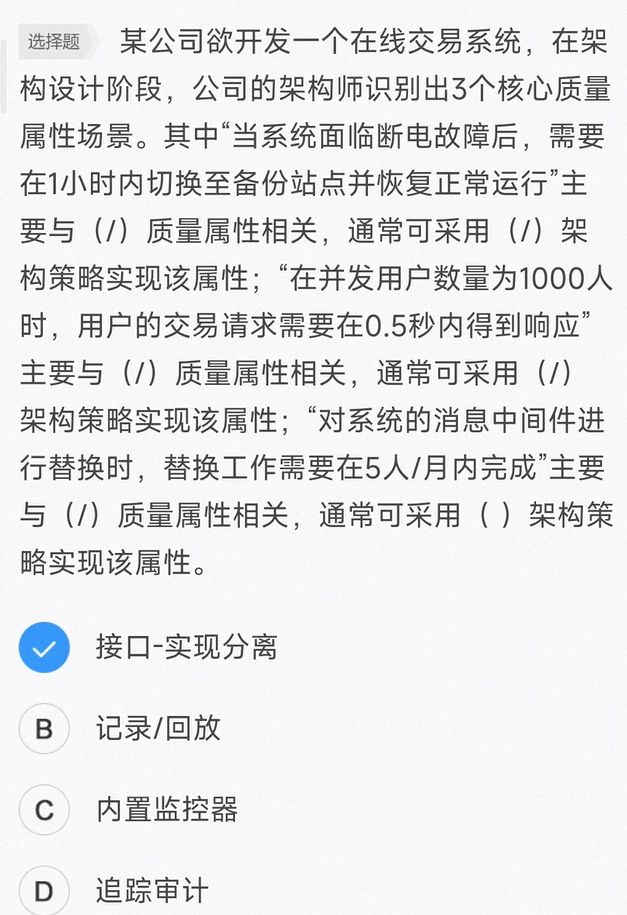 选择题 某公司欲开发一个在线交易系统，在架
构设计阶段，公司的架构师识别出3个核心质量
属性场景。其中“当系统面临断电故障后，需要
在1小时内切换至备份站点并恢复正常运行”主
要与（/）质量属性相关，通常可采用（/）架
构策略实现该属性；“在并发用户数量为1000人
时，用户的交易请求需要在0.5秒内得到响应”
主要与（/）质量属性相关，通常可采用（/）
架构策略实现该属性；“对系统的消息中间件进
行替换时，替换工作需要在5人/月内完成”主要
与（/）质量属性相关，通常可采用（ ）架构策
略实现该属性。
接口-实现分离
B 记录/回放
C 内置监控器
D 追踪审计